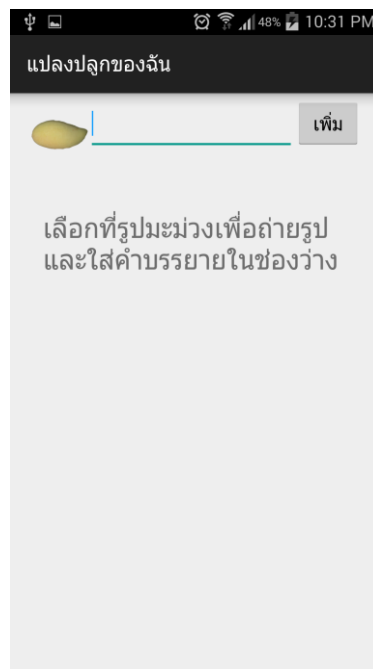 48% 10:31 PM
แปลงปลูกของฉัน
เพิ่ม
เลือกที่รูปมะม่วงเพื่อถ่ายรูป
และใส่คำบรรยายในช่องว่าง